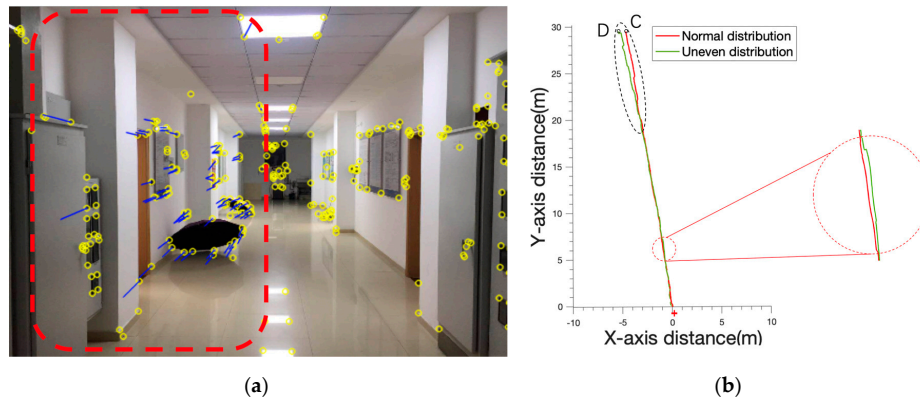 D C
Normal distribution
Uneven distribution
30
25
20
15
10
5
0
-10 -5 0 5 10
Y-axis distance(m)
X-axis distance(m)
(a) (b)